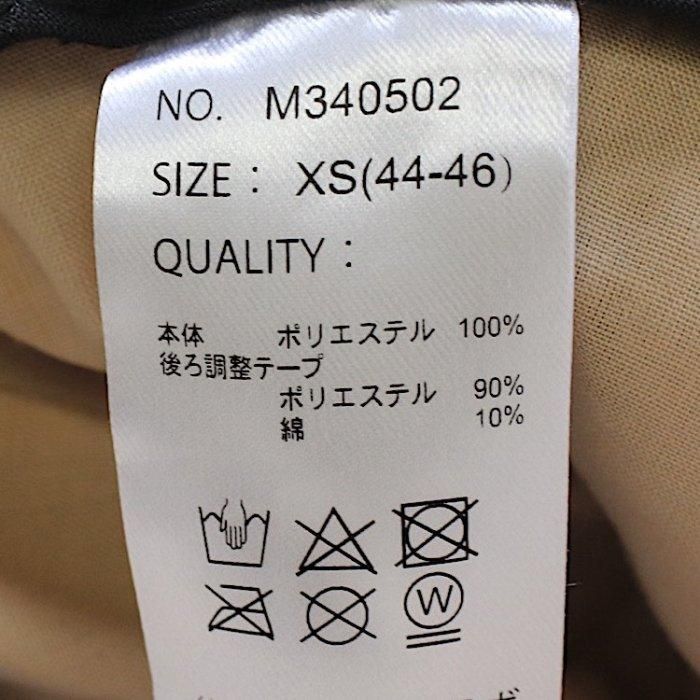 NO. M340502
SIZE： XS(44-46)
QUALITY：
本体 ポリエステル 100%
後ろ調整テープ
ポリエステル 90%
綿 10%
W